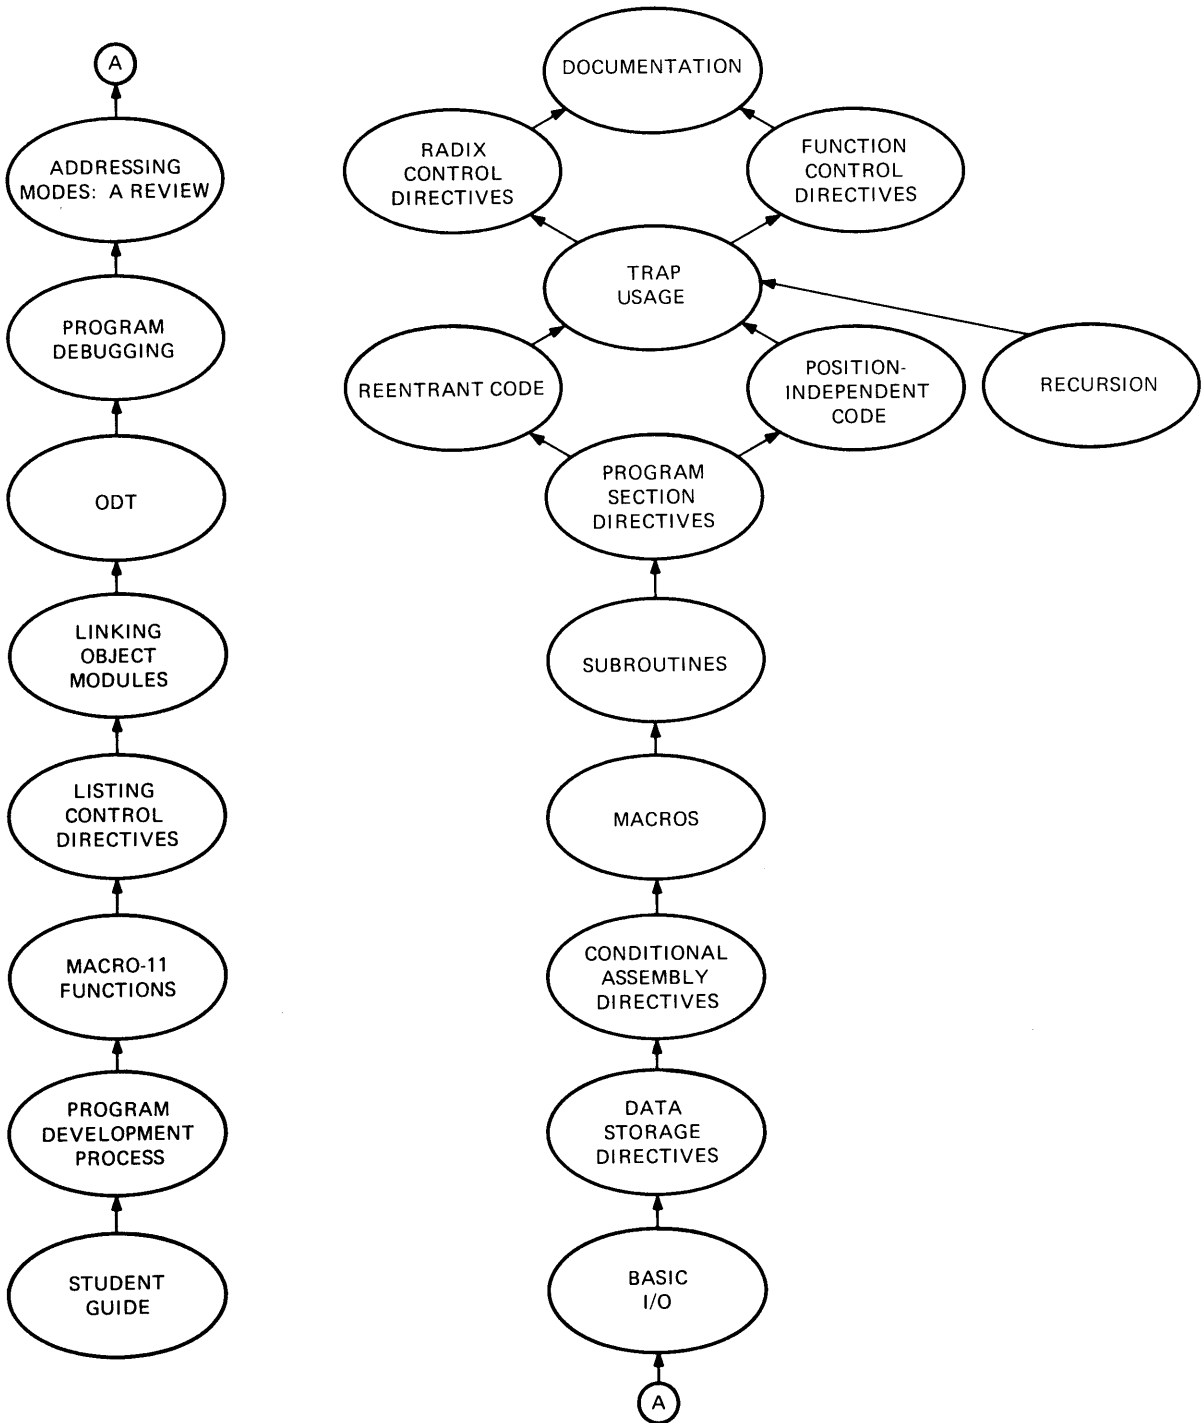 A
ADDRESSING
MODES: A REVIEW
PROGRAM
DEBUGGING
ODT
LINKING
OBJECT
MODULES
LISTING
CONTROL
DIRECTIVES
MACRO-11
FUNCTIONS
PROGRAM
DEVELOPMENT
PROCESS
STUDENT
GUIDE
DOCUMENTATION
RADIX
CONTROL
DIRECTIVES
FUNCTION
CONTROL
DIRECTIVES
TRAP
USAGE
REENTRANT CODE
POSITION-
INDEPENDENT
CODE
RECURSION
PROGRAM
SECTION
DIRECTIVES
SUBROUTINES
MACROS
CONDITIONAL
ASSEMBLY
DIRECTIVES
DATA
STORAGE
DIRECTIVES
BASIC
I/O
A